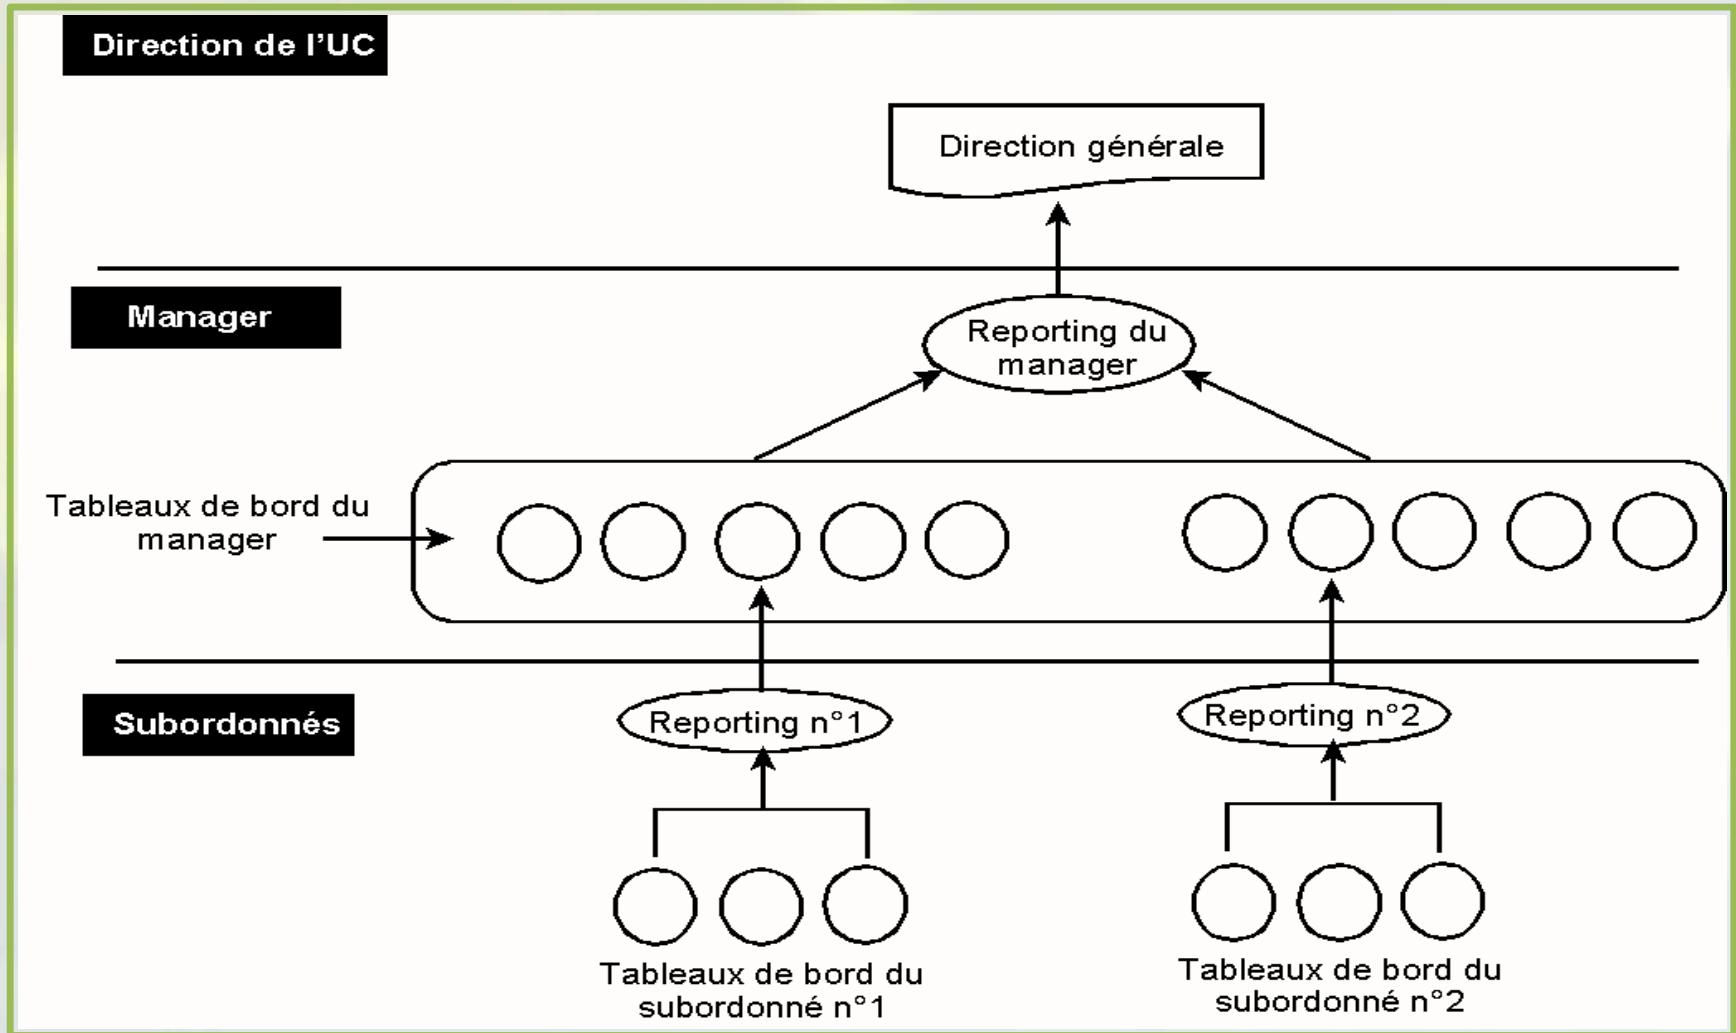 Direction de l'UC
Direction générale
Manager
Reporting du
manager
Tableaux de bord du
manager
Subordonnés
Reporting n°1
Reporting n°2
Tableaux de bord du
subordonné n°1
Tableaux de bord du
subordonné n°2